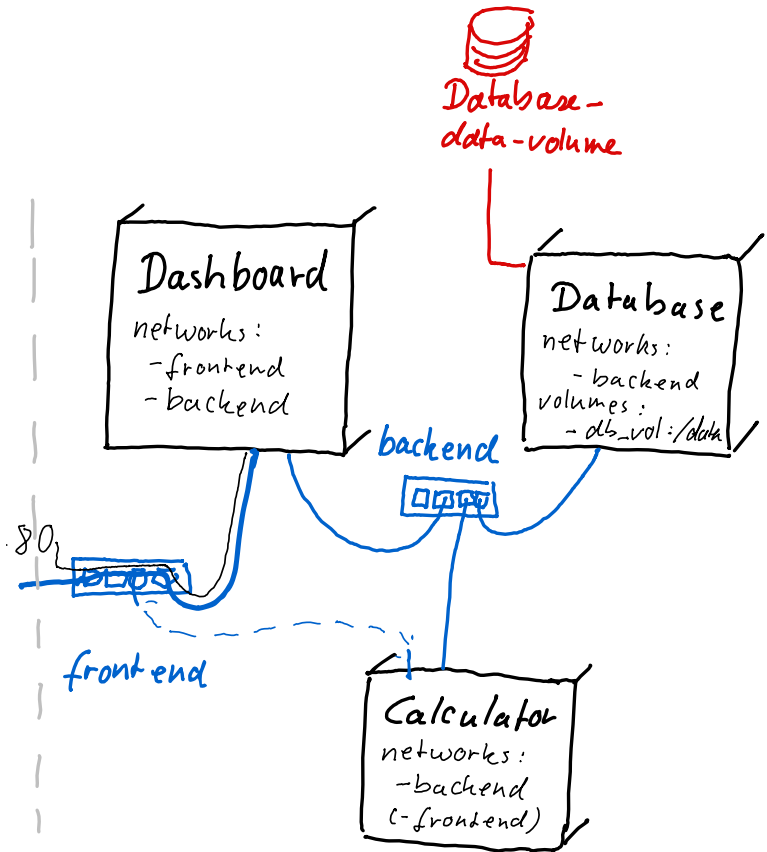 Database-
data-volume
Dashboard
networks:
-frontend
-backend
Database
networks:
-backend
volumes:
-db_vol:/data
backend
:80
frontend
Calculator
networks:
-backend
(-frontend)